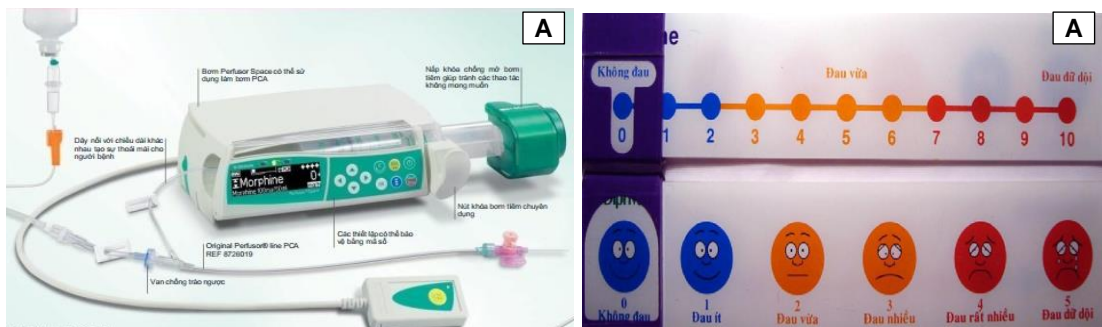 A
Bơm Perfusor Space có thể sử
dụng làm bơm PCA
Nắp khóa chống mở bơm
tiêm giúp tránh các thao tác
không mong muốn
Dây nối với chiều dài khác
nhau tạo sự thoải mái cho
người bệnh
Morphine
Nút khóa bơm tiêm chuyên
dụng
Các thiết lập có thể bảo
vệ bằng mã số
Original Perfusor® line PCA
REF 8726019
Van chống trào ngược
A
Không đau
Đau vừa
Đau dữ dội
0 1 2 3 4 5 6 7 8 9 10
0 1 2 3 4 5
Không đau Đau ít Đau vừa Đau nhiều Đau rất nhiều Đau dữ dội